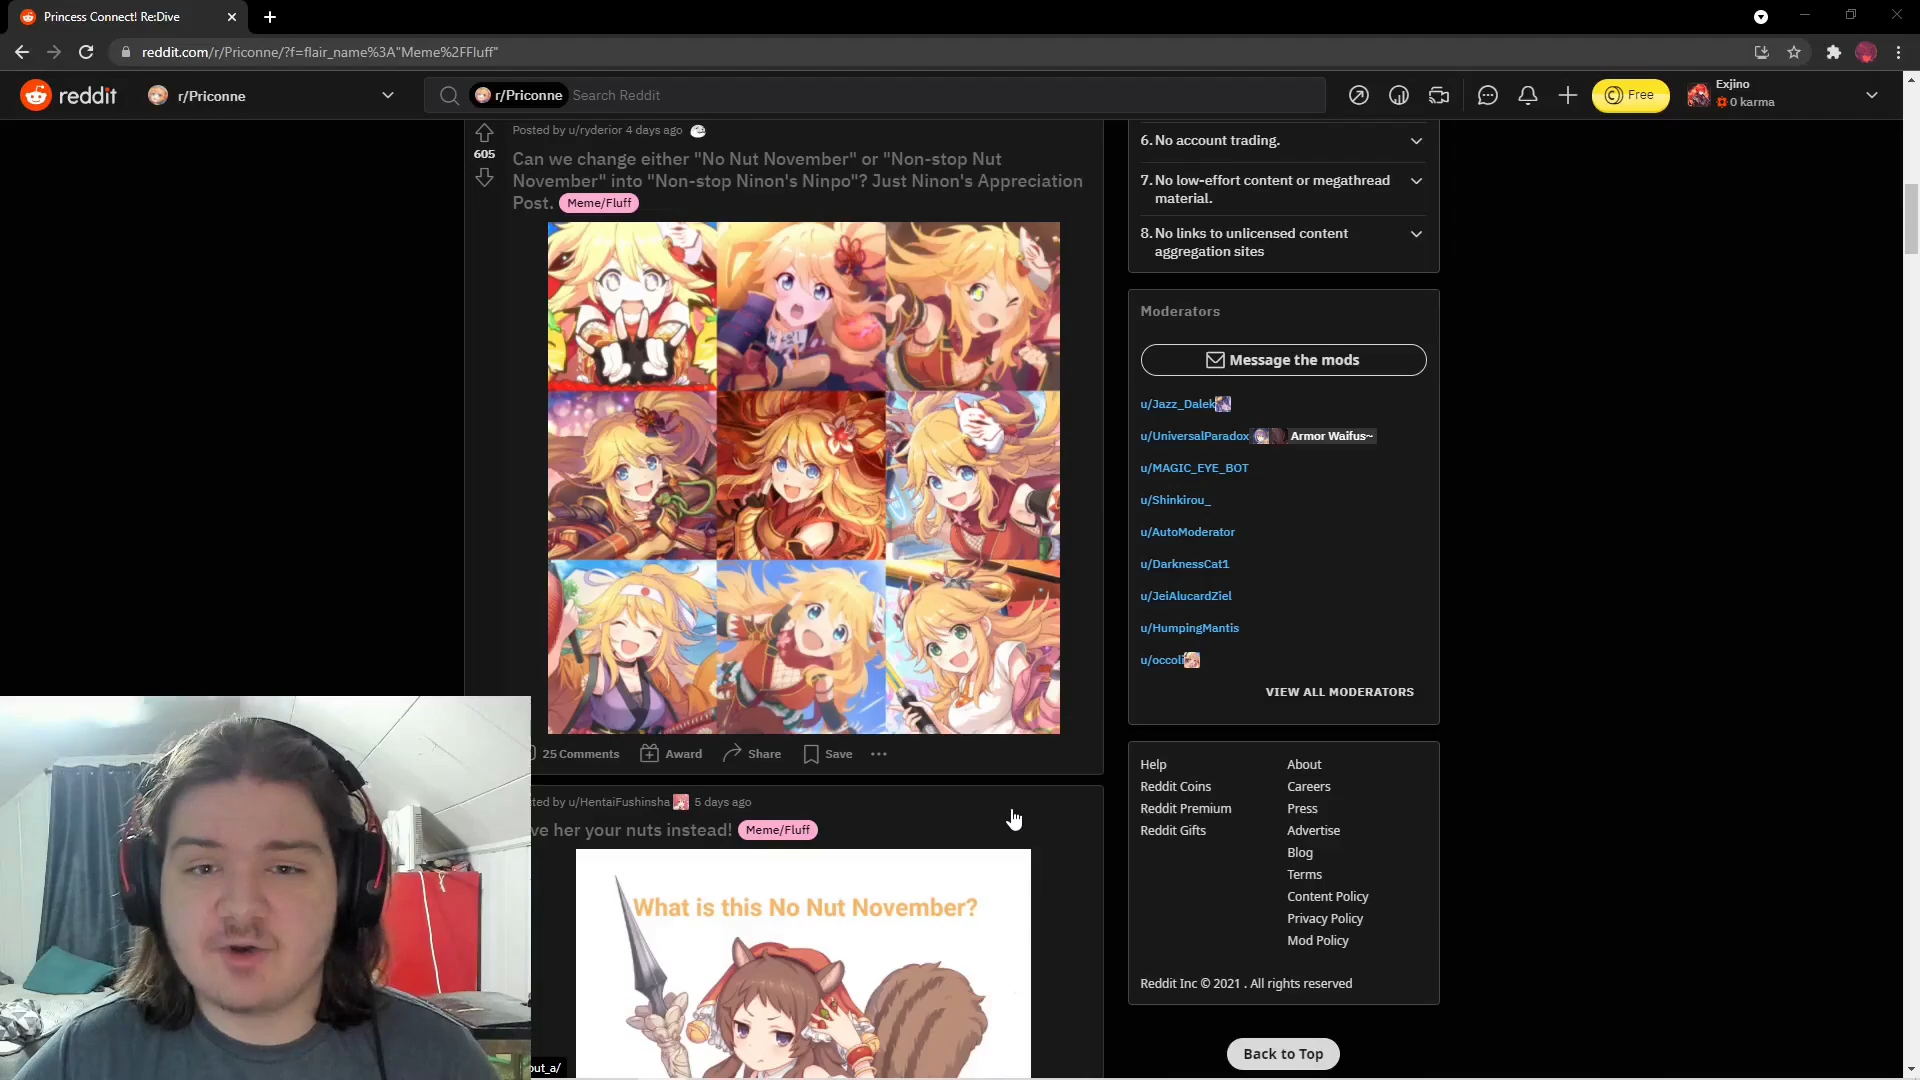 Princess Connect! Re:Dive
reddit.com/r/Priconne/?f=flair_name%3A"Meme%2FFluff"
reddit
r/Priconne
r/Priconne Search Reddit
Free
Exjino
0 karma
Posted by u/ryderior 4 days ago
605
Can we change either "No Nut November" or "Non-stop Nut
November" into "Non-stop Ninon's Ninpo"? Just Ninon's Appreciation
Post. Meme/Fluff
25 Comments
Award
Share
Save
ted by u/HentaiFushinsha 5 days ago
ve her your nuts instead! Meme/Fluff
What is this No Nut November?
out_a/
6. No account trading.
7. No low-effort content or megathread
material.
8. No links to unlicensed content
aggregation sites
Moderators
Message the mods
u/Jazz_Dalek
u/UniversalParadox Armor Waifus~
u/MAGIC_EYE_BOT
u/Shinkirou_
u/AutoModerator
u/DarknessCat1
u/JeiAlucardZiel
u/HumpingMantis
u/occoli
VIEW ALL MODERATORS
Help
Reddit Coins
Reddit Premium
Reddit Gifts
About
Careers
Press
Advertise
Blog
Terms
Content Policy
Privacy Policy
Mod Policy
Reddit Inc © 2021 . All rights reserved
Back to Top